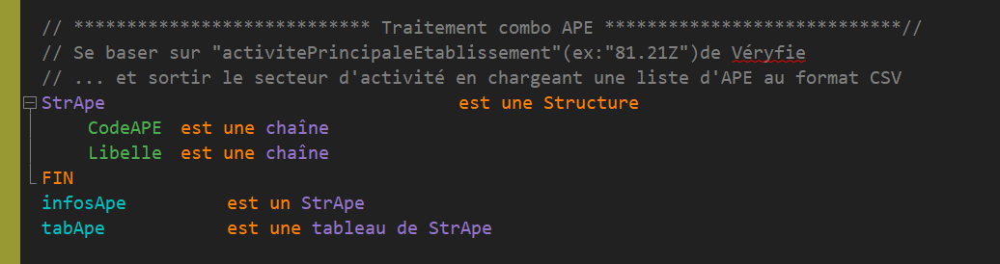 // **************************** Traitement combo APE ****************************//
// Se baser sur "activitePrincipaleEtablissement"(ex:"81.21Z")de Véryfie
// ... et sortir le secteur d'activité en chargeant une liste d'APE au format CSV
StrApe est une Structure
CodeAPE est une chaîne
Libelle est une chaîne
FIN
infosApe est un StrApe
tabApe est une tableau de StrApe